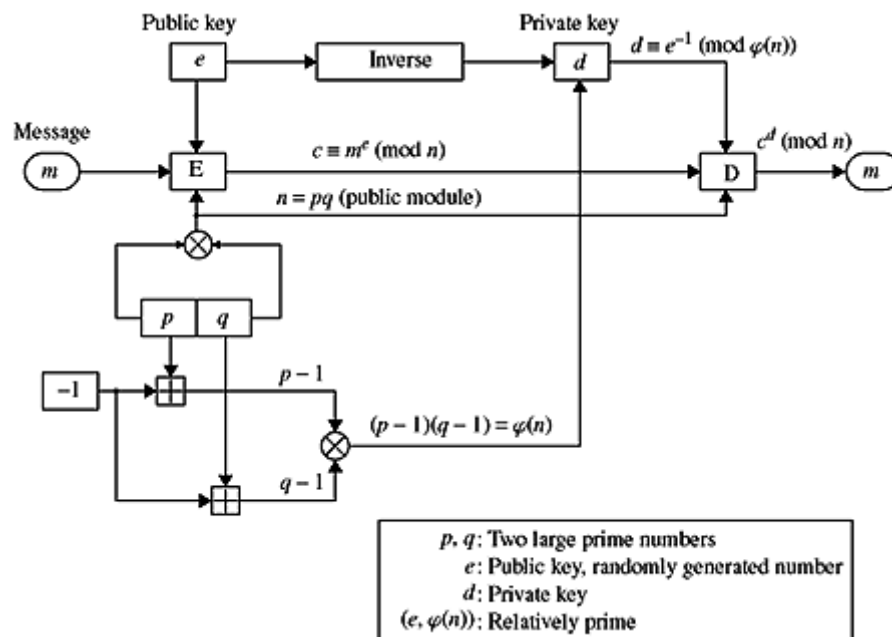 Public key
Private key
e
Inverse
d
d ≡ e⁻¹ (mod φ(n))
Message
m
E
c ≡ mᵉ (mod n)
D
cᵈ (mod n)
m
n = pq (public module)
p
q
−1
p − 1
(p − 1)(q − 1) = φ(n)
q − 1
p, q: Two large prime numbers
e: Public key, randomly generated number
d: Private key
(e, φ(n)): Relatively prime